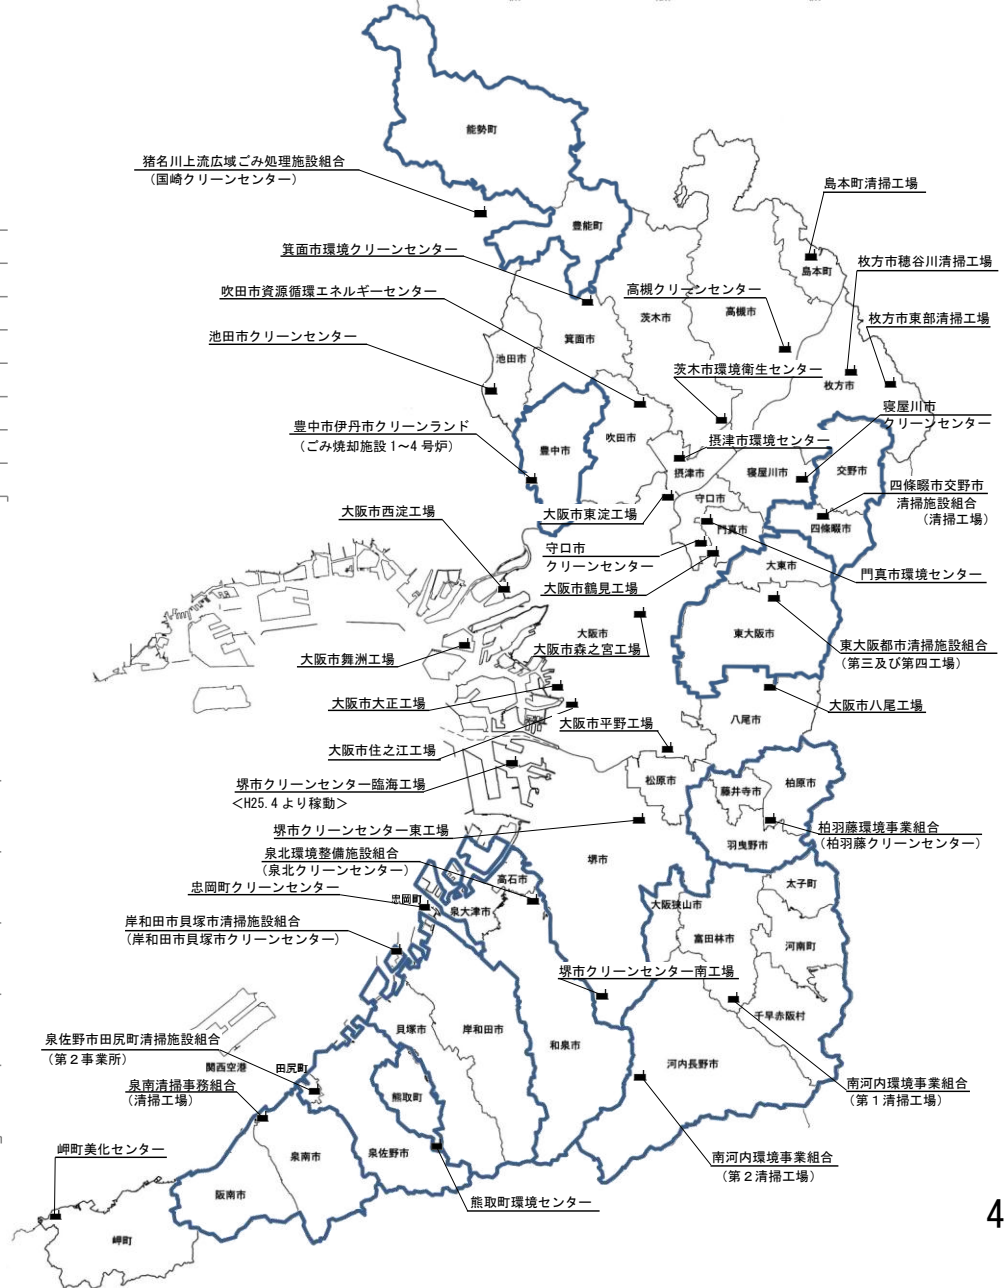 能勢町
猪名川上流広域ごみ処理施設組合
(国崎クリーンセンター)
島本町清掃工場
豊能町
箕面市環境クリーンセンター
島本町
枚方市穂谷川清掃工場
吹田市資源循環エネルギーセンター
高槻クリーンセンター
茨木市
高槻市
枚方市東部清掃工場
池田市クリーンセンター
箕面市
池田市
茨木市環境衛生センター
枚方市
寝屋川市
クリーンセンター
豊中市伊丹市クリーンランド
(ごみ焼却施設1~4号炉)
豊中市
吹田市
摂津市環境センター
摂津市
寝屋川市
交野市
四條畷市交野市
清掃施設組合
(清掃工場)
守口市
大阪市西淀工場
大阪市東淀工場
門真市
四條畷市
守口市
クリーンセンター
大東市
門真市環境センター
大阪市鶴見工場
大阪市
東大阪市
大阪市森之宮工場
東大阪都市清掃施設組合
(第三及び第四工場)
大阪市舞洲工場
大阪市大正工場
大阪市平野工場
八尾市
大阪市八尾工場
大阪市住之江工場
堺市クリーンセンター臨海工場
<H25.4より稼動>
松原市
藤井寺市
柏原市
堺市クリーンセンター東工場
柏羽藤環境事業組合
(柏羽藤クリーンセンター)
羽曳野市
泉北環境整備施設組合
(泉北クリーンセンター)
堺市
高石市
忠岡町クリーンセンター
忠岡町
泉大津市
大阪狭山市
太子町
岸和田市貝塚市清掃施設組合
(岸和田市貝塚市クリーンセンター)
富田林市
河南町
堺市クリーンセンター南工場
千早赤阪村
貝塚市
岸和田市
和泉市
泉佐野市田尻町清掃施設組合
(第2事業所)
関西空港
田尻町
河内長野市
泉南清掃事務組合
(清掃工場)
熊取町
南河内環境事業組合
(第1清掃工場)
岬町美化センター
泉南市
泉佐野市
南河内環境事業組合
(第2清掃工場)
阪南市
熊取町環境センター
岬町
4